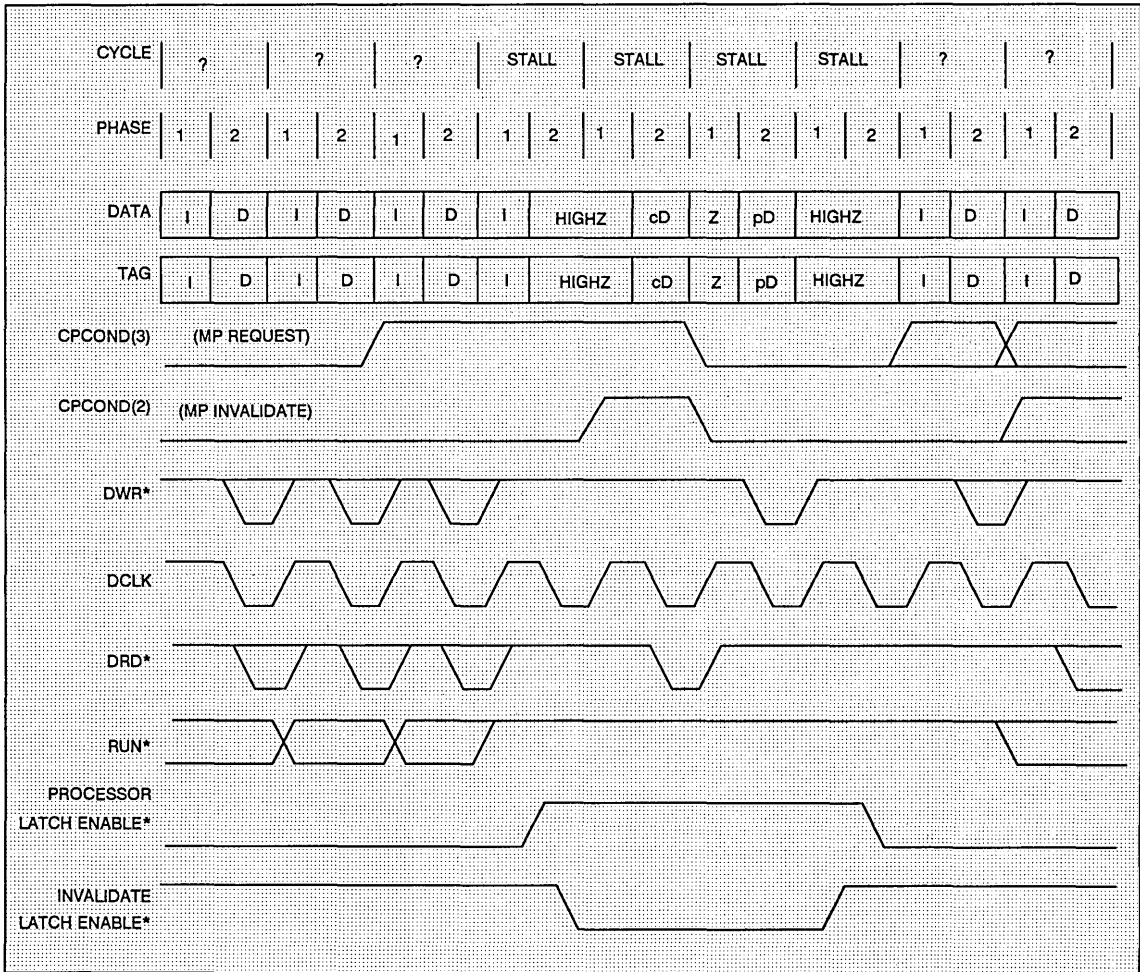 CYCLE ? ? ? STALL STALL STALL STALL ? ?
PHASE 1 2 1 2 1 2 1 2 1 2 1 2 1 2 1 2 1 2
DATA I D I D I D I HIGHZ cD Z pD HIGHZ I D I D
TAG I D I D I D I HIGHZ cD Z pD HIGHZ I D I D
CPCOND(3) (MP REQUEST)
CPCOND(2) (MP INVALIDATE)
DWR*
DCLK
DRD*
RUN*
PROCESSOR
LATCH ENABLE*
INVALIDATE
LATCH ENABLE*